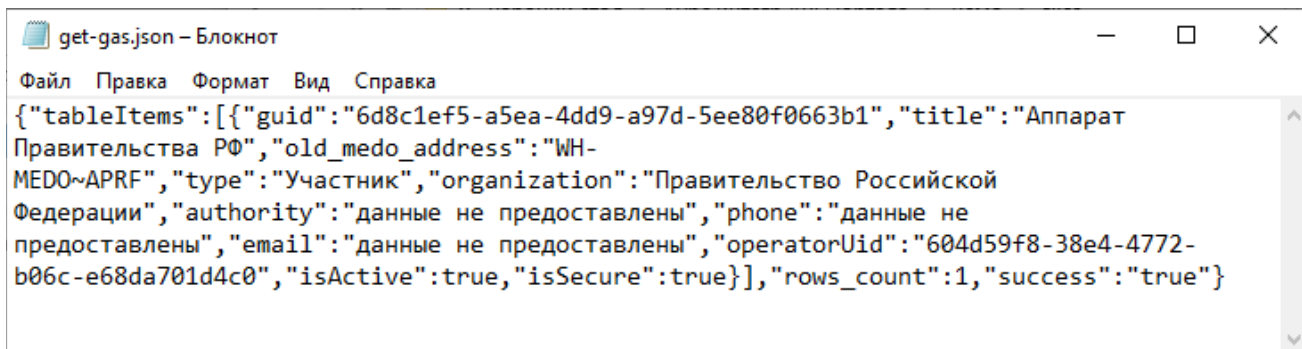 get-gas.json – Блокнот
Файл Правка Формат Вид Справка
{"tableItems":[{"guid":"6d8c1ef5-a5ea-4dd9-a97d-5ee80f0663b1","title":"Аппарат
Правительства РФ","old_medo_address":"WH-
MEDO~APRF","type":"Участник","organization":"Правительство Российской
Федерации","authority":"данные не предоставлены","phone":"данные не
предоставлены","email":"данные не предоставлены","operatorUid":"604d59f8-38e4-4772-
b06c-e68da701d4c0","isActive":true,"isSecure":true}],"rows_count":1,"success":"true"}